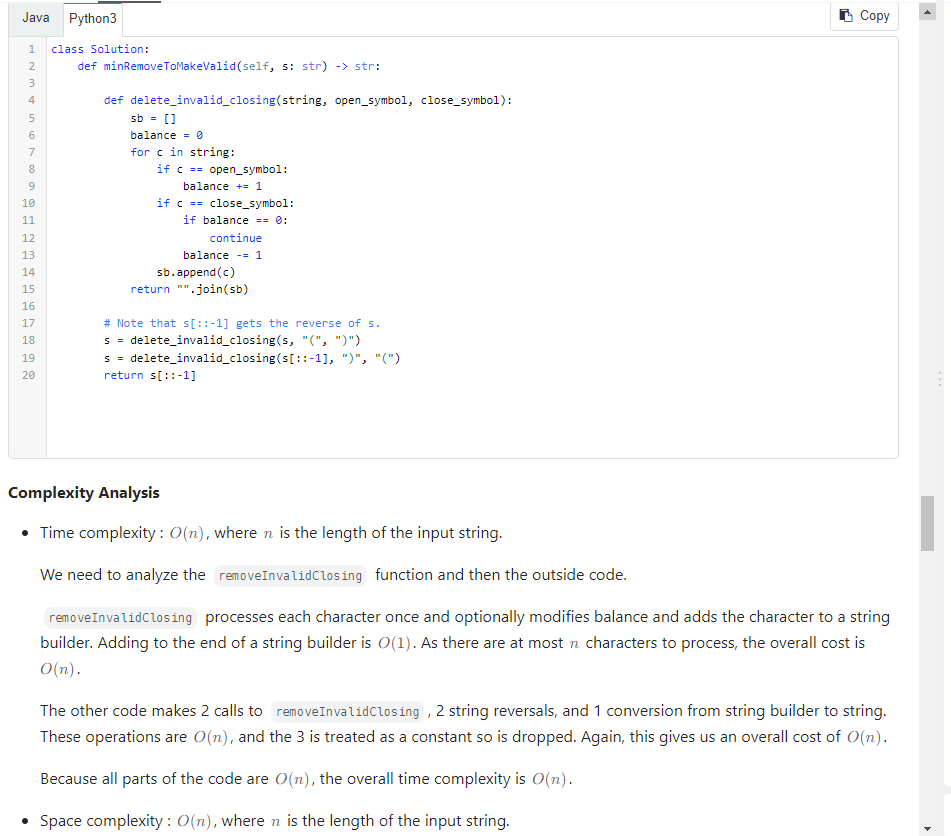 Java Python3 Copy
1 class Solution:
2     def minRemoveToMakeValid(self, s: str) -> str:
3
4         def delete_invalid_closing(string, open_symbol, close_symbol):
5             sb = []
6             balance = 0
7             for c in string:
8                 if c == open_symbol:
9                     balance += 1
10                 if c == close_symbol:
11                     if balance == 0:
12                         continue
13                     balance -= 1
14                 sb.append(c)
15             return "".join(sb)
16
17         # Note that s[::-1] gets the reverse of s.
18         s = delete_invalid_closing(s, "(", ")")
19         s = delete_invalid_closing(s[::-1], ")", "(")
20         return s[::-1]
Complexity Analysis
• Time complexity : O(n), where n is the length of the input string.
We need to analyze the removeInvalidClosing function and then the outside code.
removeInvalidClosing processes each character once and optionally modifies balance and adds the character to a string
builder. Adding to the end of a string builder is O(1). As there are at most n characters to process, the overall cost is
O(n).
The other code makes 2 calls to removeInvalidClosing , 2 string reversals, and 1 conversion from string builder to string.
These operations are O(n), and the 3 is treated as a constant so is dropped. Again, this gives us an overall cost of O(n).
Because all parts of the code are O(n), the overall time complexity is O(n).
• Space complexity : O(n), where n is the length of the input string.